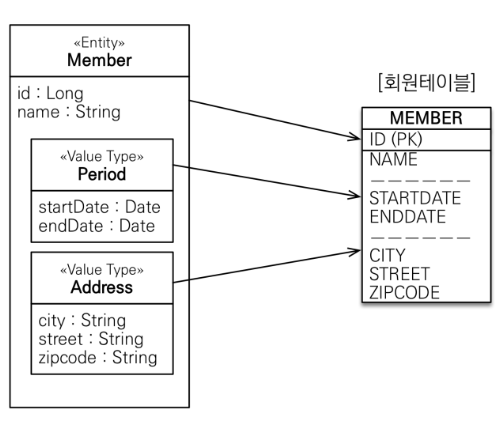 «Entity»
Member
id : Long
name : String
«Value Type»
Period
startDate : Date
endDate : Date
«Value Type»
Address
city : String
street : String
zipcode : String
[회원테이블]
MEMBER
ID (PK)
NAME
STARTDATE
ENDDATE
CITY
STREET
ZIPCODE